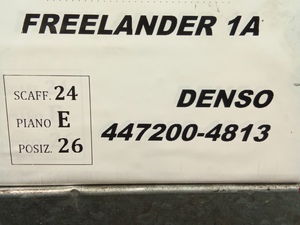 FREELANDER 1A
SCAFF. 24
PIANO E
POSIZ. 26
DENSO
447200-4813